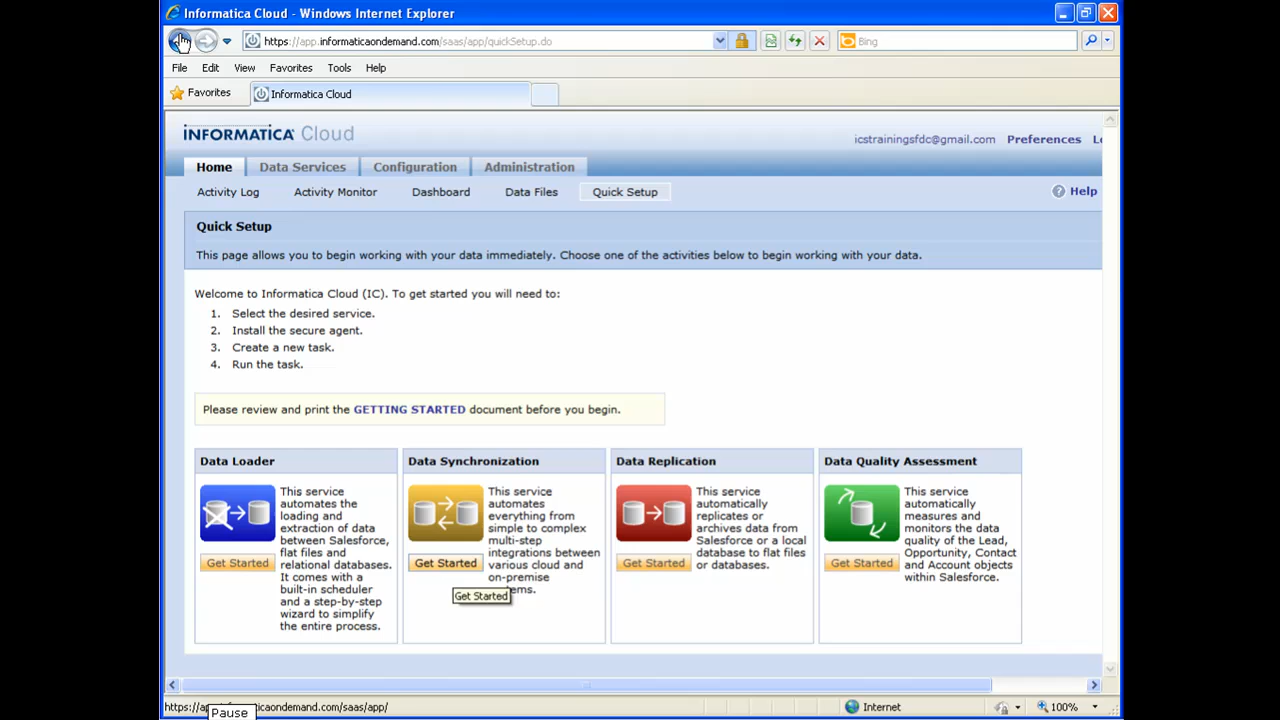 Informatica Cloud - Windows Internet Explorer
https://app.informaticaondemand.com/saas/app/quickSetup.do
Bing
File Edit View Favorites Tools Help
Favorites
Informatica Cloud
INFORMATICA Cloud
icstrainingsfdc@gmail.com Preferences
Home Data Services Configuration Administration
Activity Log Activity Monitor Dashboard Data Files Quick Setup
Help
Quick Setup
This page allows you to begin working with your data immediately. Choose one of the activities below to begin working with your data.
Welcome to Informatica Cloud (IC). To get started you will need to:
1. Select the desired service.
2. Install the secure agent.
3. Create a new task.
4. Run the task.
Please review and print the GETTING STARTED document before you begin.
Data Loader
This service
automates the
loading and
extraction of data
between Salesforce,
flat files and
relational databases.
It comes with a
built-in scheduler
and a step-by-step
wizard to simplify
the entire process.
Get Started
Data Synchronization
This service
automates
everything from
simple to complex
multi-step
integrations between
various cloud and
on-premise
ems.
Get Started
Get Started
Data Replication
This service
automatically
replicates or
archives data from
Salesforce or a local
database to flat files
or databases.
Get Started
Data Quality Assessment
This service
automatically
measures and
monitors the data
quality of the Lead,
Opportunity, Contact
and Account objects
within Salesforce.
Get Started
Internet
100%
Pause